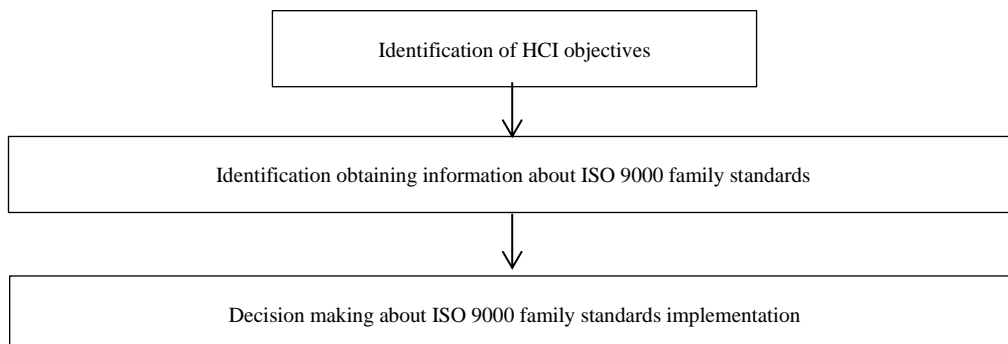 Identification of HCI objectives
Identification obtaining information about ISO 9000 family standards
Decision making about ISO 9000 family standards implementation